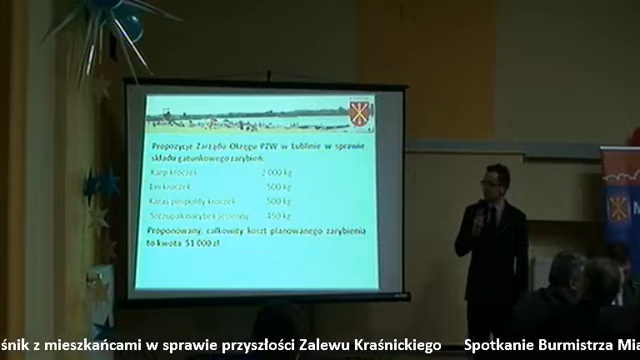 Propozycje Zarządu Okręgu PZW w Lublinie w sprawie
składu gatunkowego zarybień:
Karp kroczek 2 000 kg
Lin kroczek 500 kg
Karaś pospolity kroczek 500 kg
Szczupak narybek jesienny 450 kg
Proponowany, całkowity koszt planowanego zarybienia
to kwota 51 000 zł
śnik z mieszkańcami w sprawie przyszłości Zalewu Kraśnickiego Spotkanie Burmistrza Mia